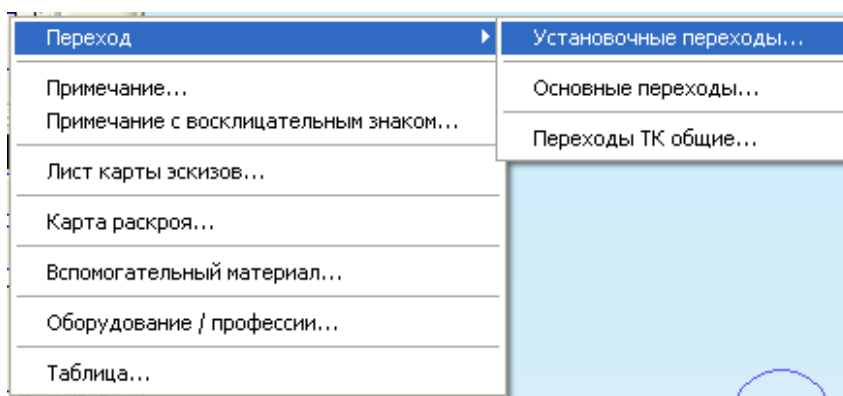 Переход
Примечание...
Примечание с восклицательным знаком...
Лист карты эскизов...
Карта раскроя...
Вспомогательный материал...
Оборудование / профессии...
Таблица...
Установочные переходы...
Основные переходы...
Переходы ТК общие...